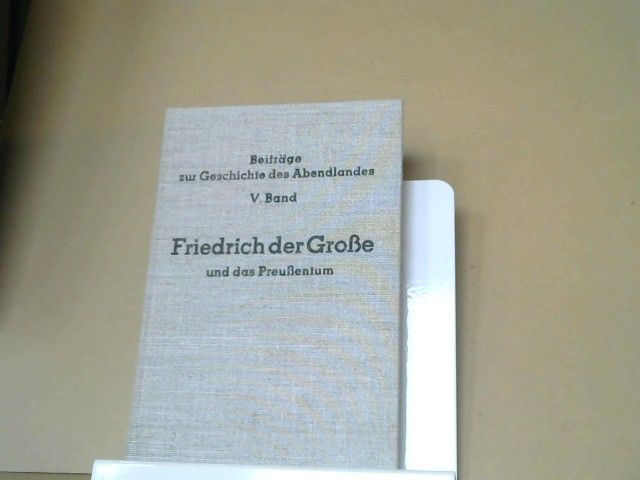 Beiträge
zur Geschichte des Abendlandes
V. Band
Friedrich der Große
und das Preußentum